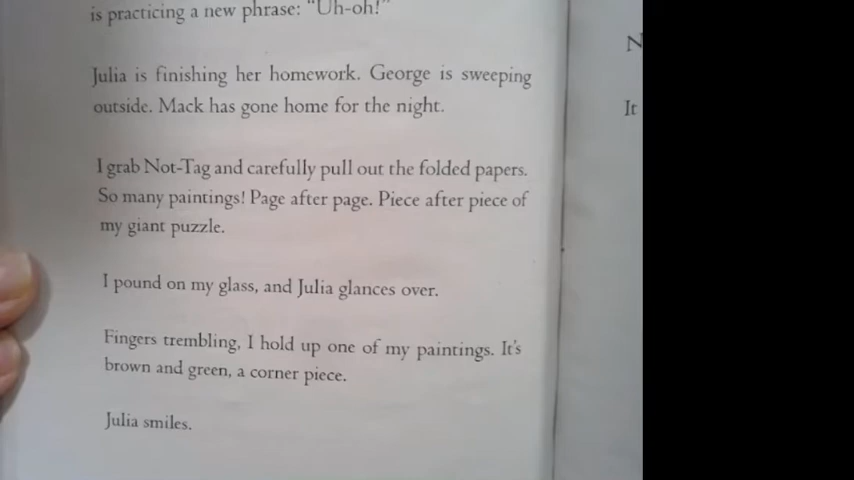 is practicing a new phrase: "Uh-oh!"
Julia is finishing her homework. George is sweeping
outside. Mack has gone home for the night.
I grab Not-Tag and carefully pull out the folded papers.
So many paintings! Page after page. Piece after piece of
my giant puzzle.
I pound on my glass, and Julia glances over.
Fingers trembling, I hold up one of my paintings. It's
brown and green, a corner piece.
Julia smiles.
It